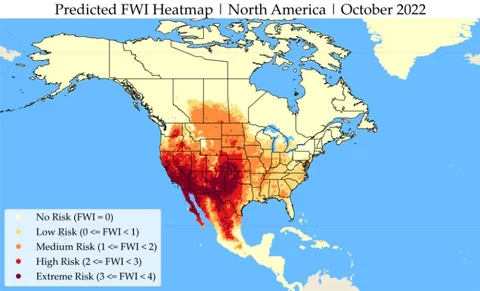 Predicted FWI Heatmap | North America | October 2022
No Risk (FWI = 0)
Low Risk (0 <= FWI < 1)
Medium Risk (1 <= FWI < 2)
High Risk (2 <= FWI < 3)
Extreme Risk (3 <= FWI < 4)